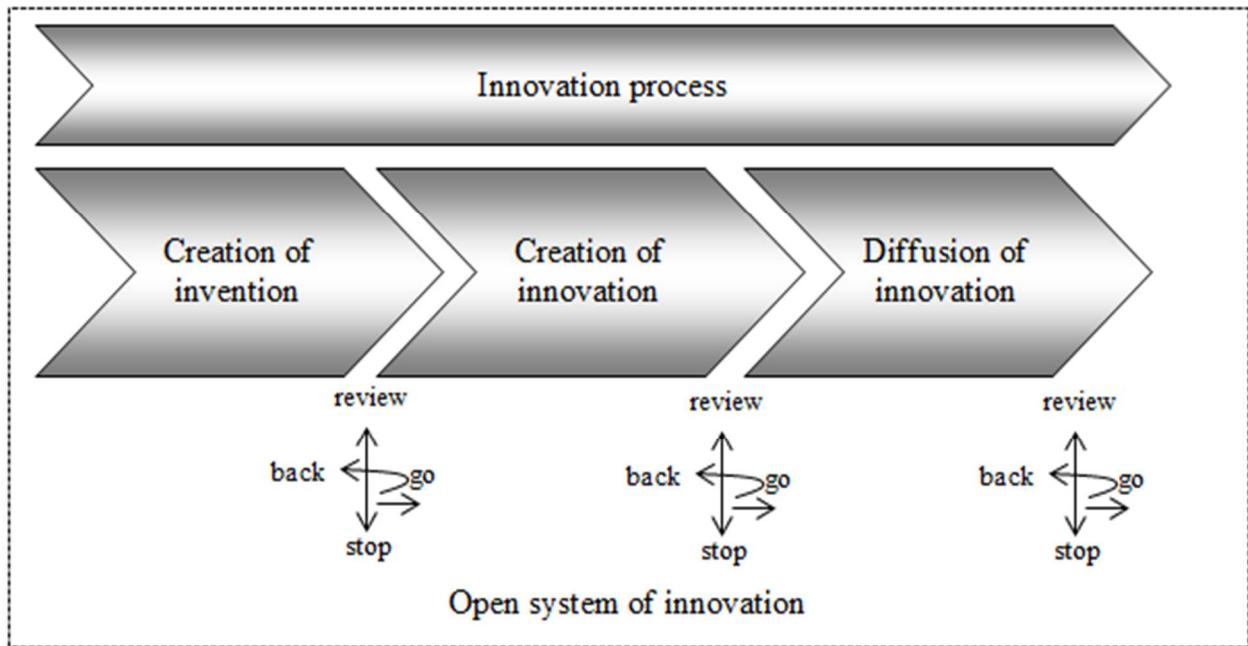 Innovation process
Creation of
invention
Creation of
innovation
Diffusion of
innovation
review
back
go
stop
review
back
go
stop
review
back
go
stop
Open system of innovation